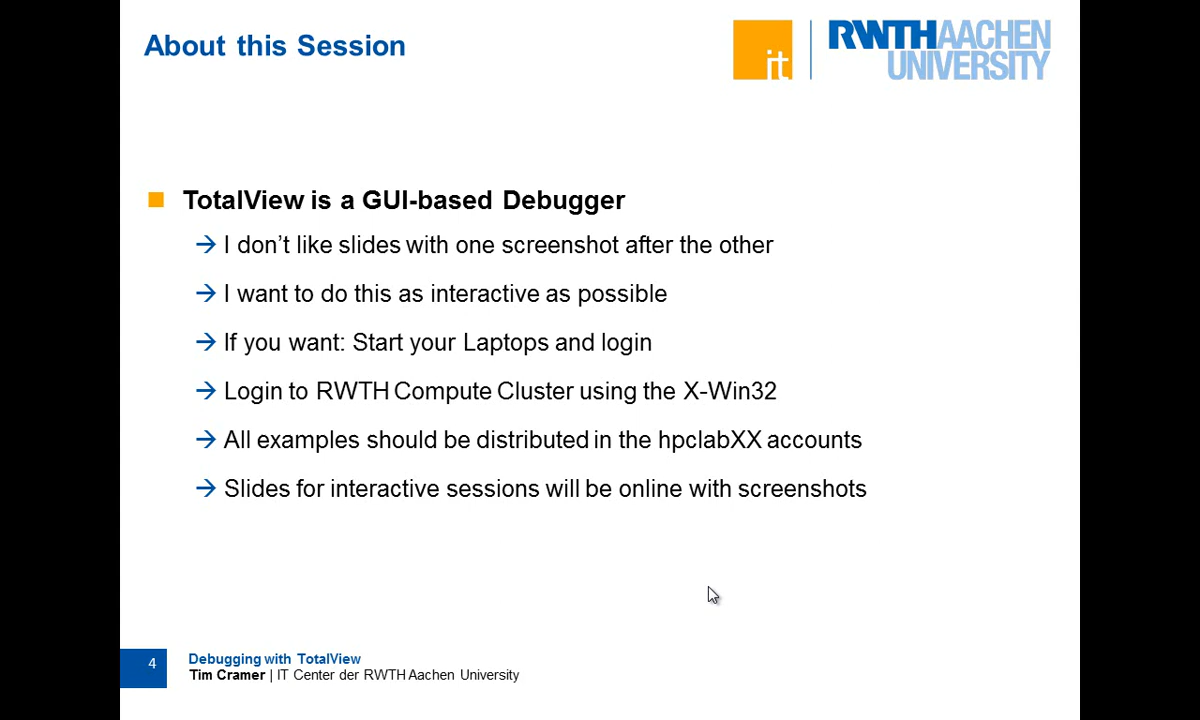 About this Session
it
RWTHAACHEN
UNIVERSITY
TotalView is a GUI-based Debugger
→ I don’t like slides with one screenshot after the other
→ I want to do this as interactive as possible
→ If you want: Start your Laptops and login
→ Login to RWTH Compute Cluster using the X-Win32
→ All examples should be distributed in the hpclabXX accounts
→ Slides for interactive sessions will be online with screenshots
4
Debugging with TotalView
Tim Cramer | IT Center der RWTH Aachen University